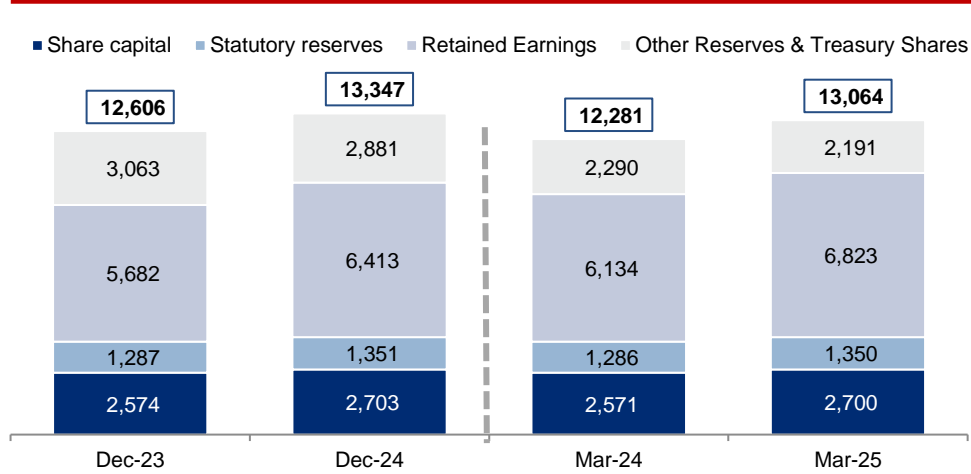 Share capital Statutory reserves Retained Earnings Other Reserves & Treasury Shares
12,606 13,347 12,281 13,064
3,063 2,881 2,290 2,191
5,682 6,413 6,134 6,823
1,287 1,351 1,286 1,350
2,574 2,703 2,571 2,700
Dec-23 Dec-24 Mar-24 Mar-25